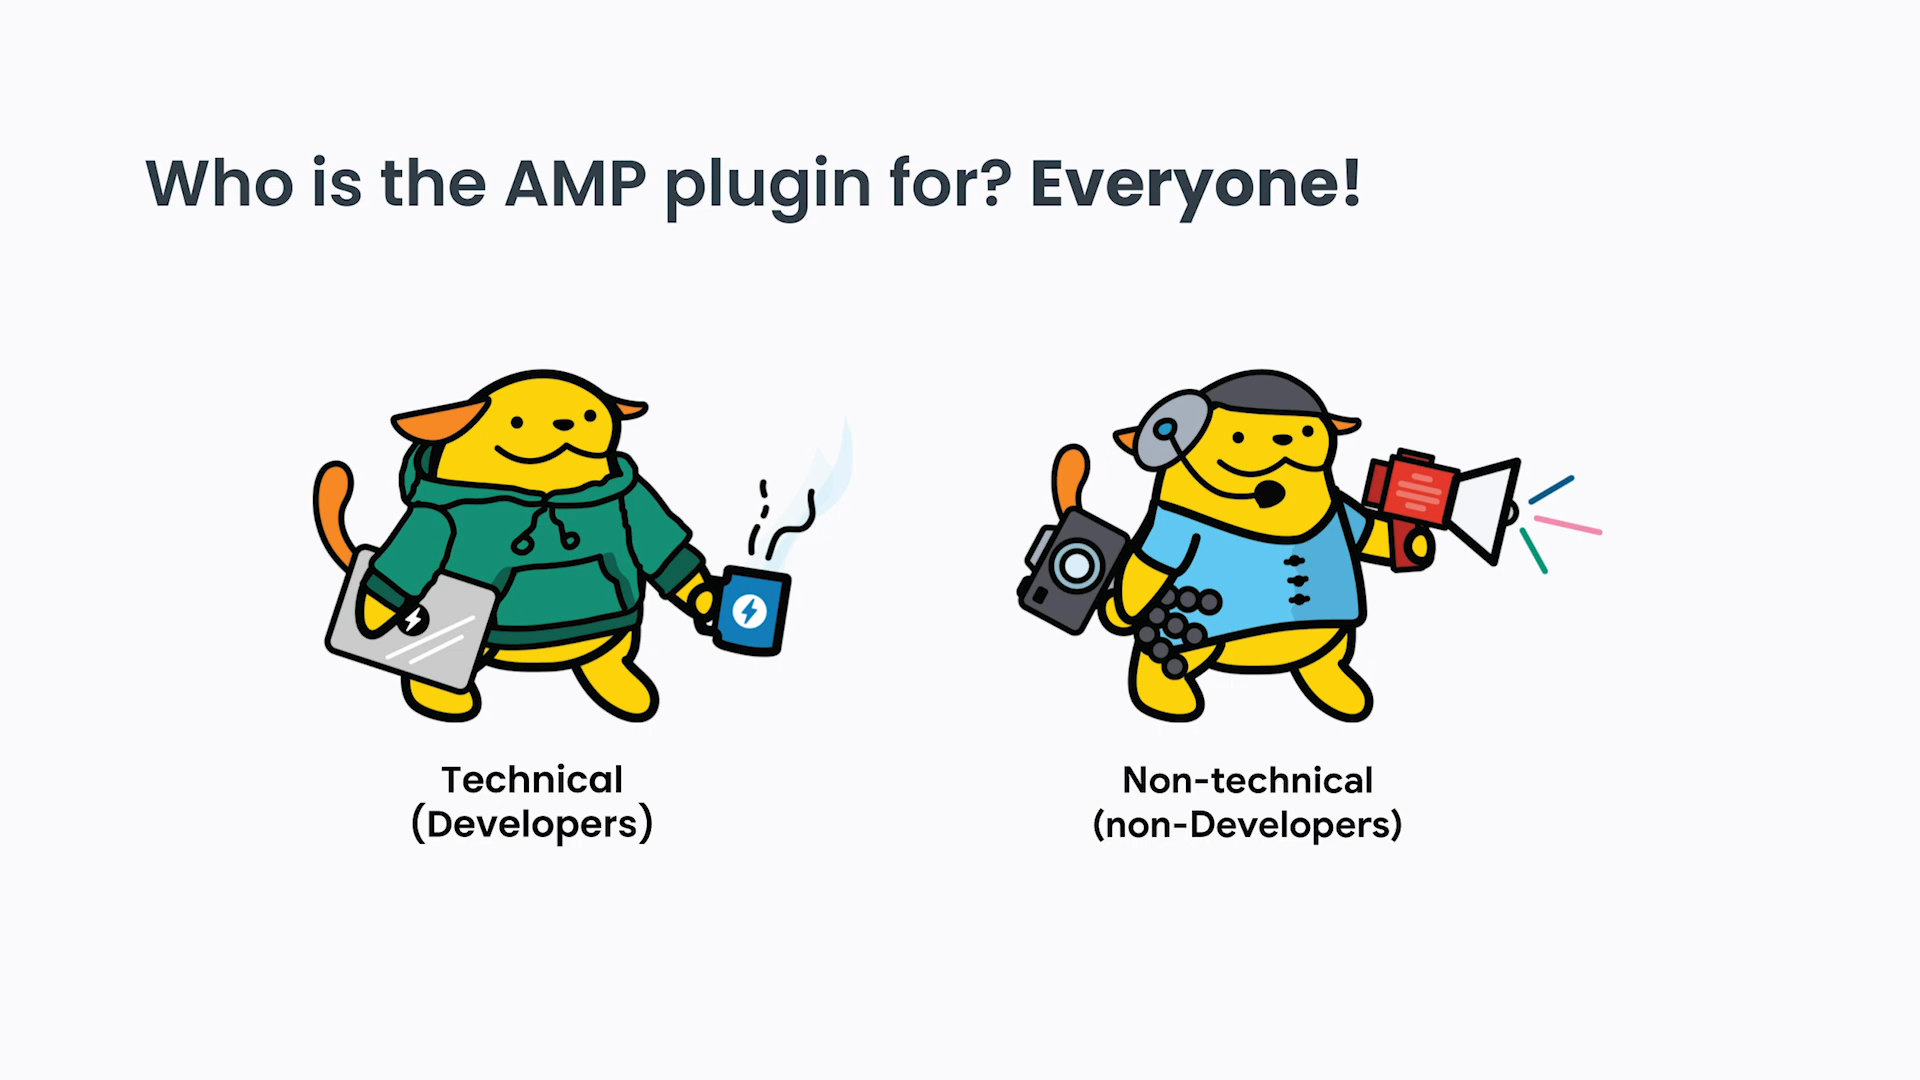 Who is the AMP plugin for? Everyone!
Technical
(Developers)
Non-technical
(non-Developers)